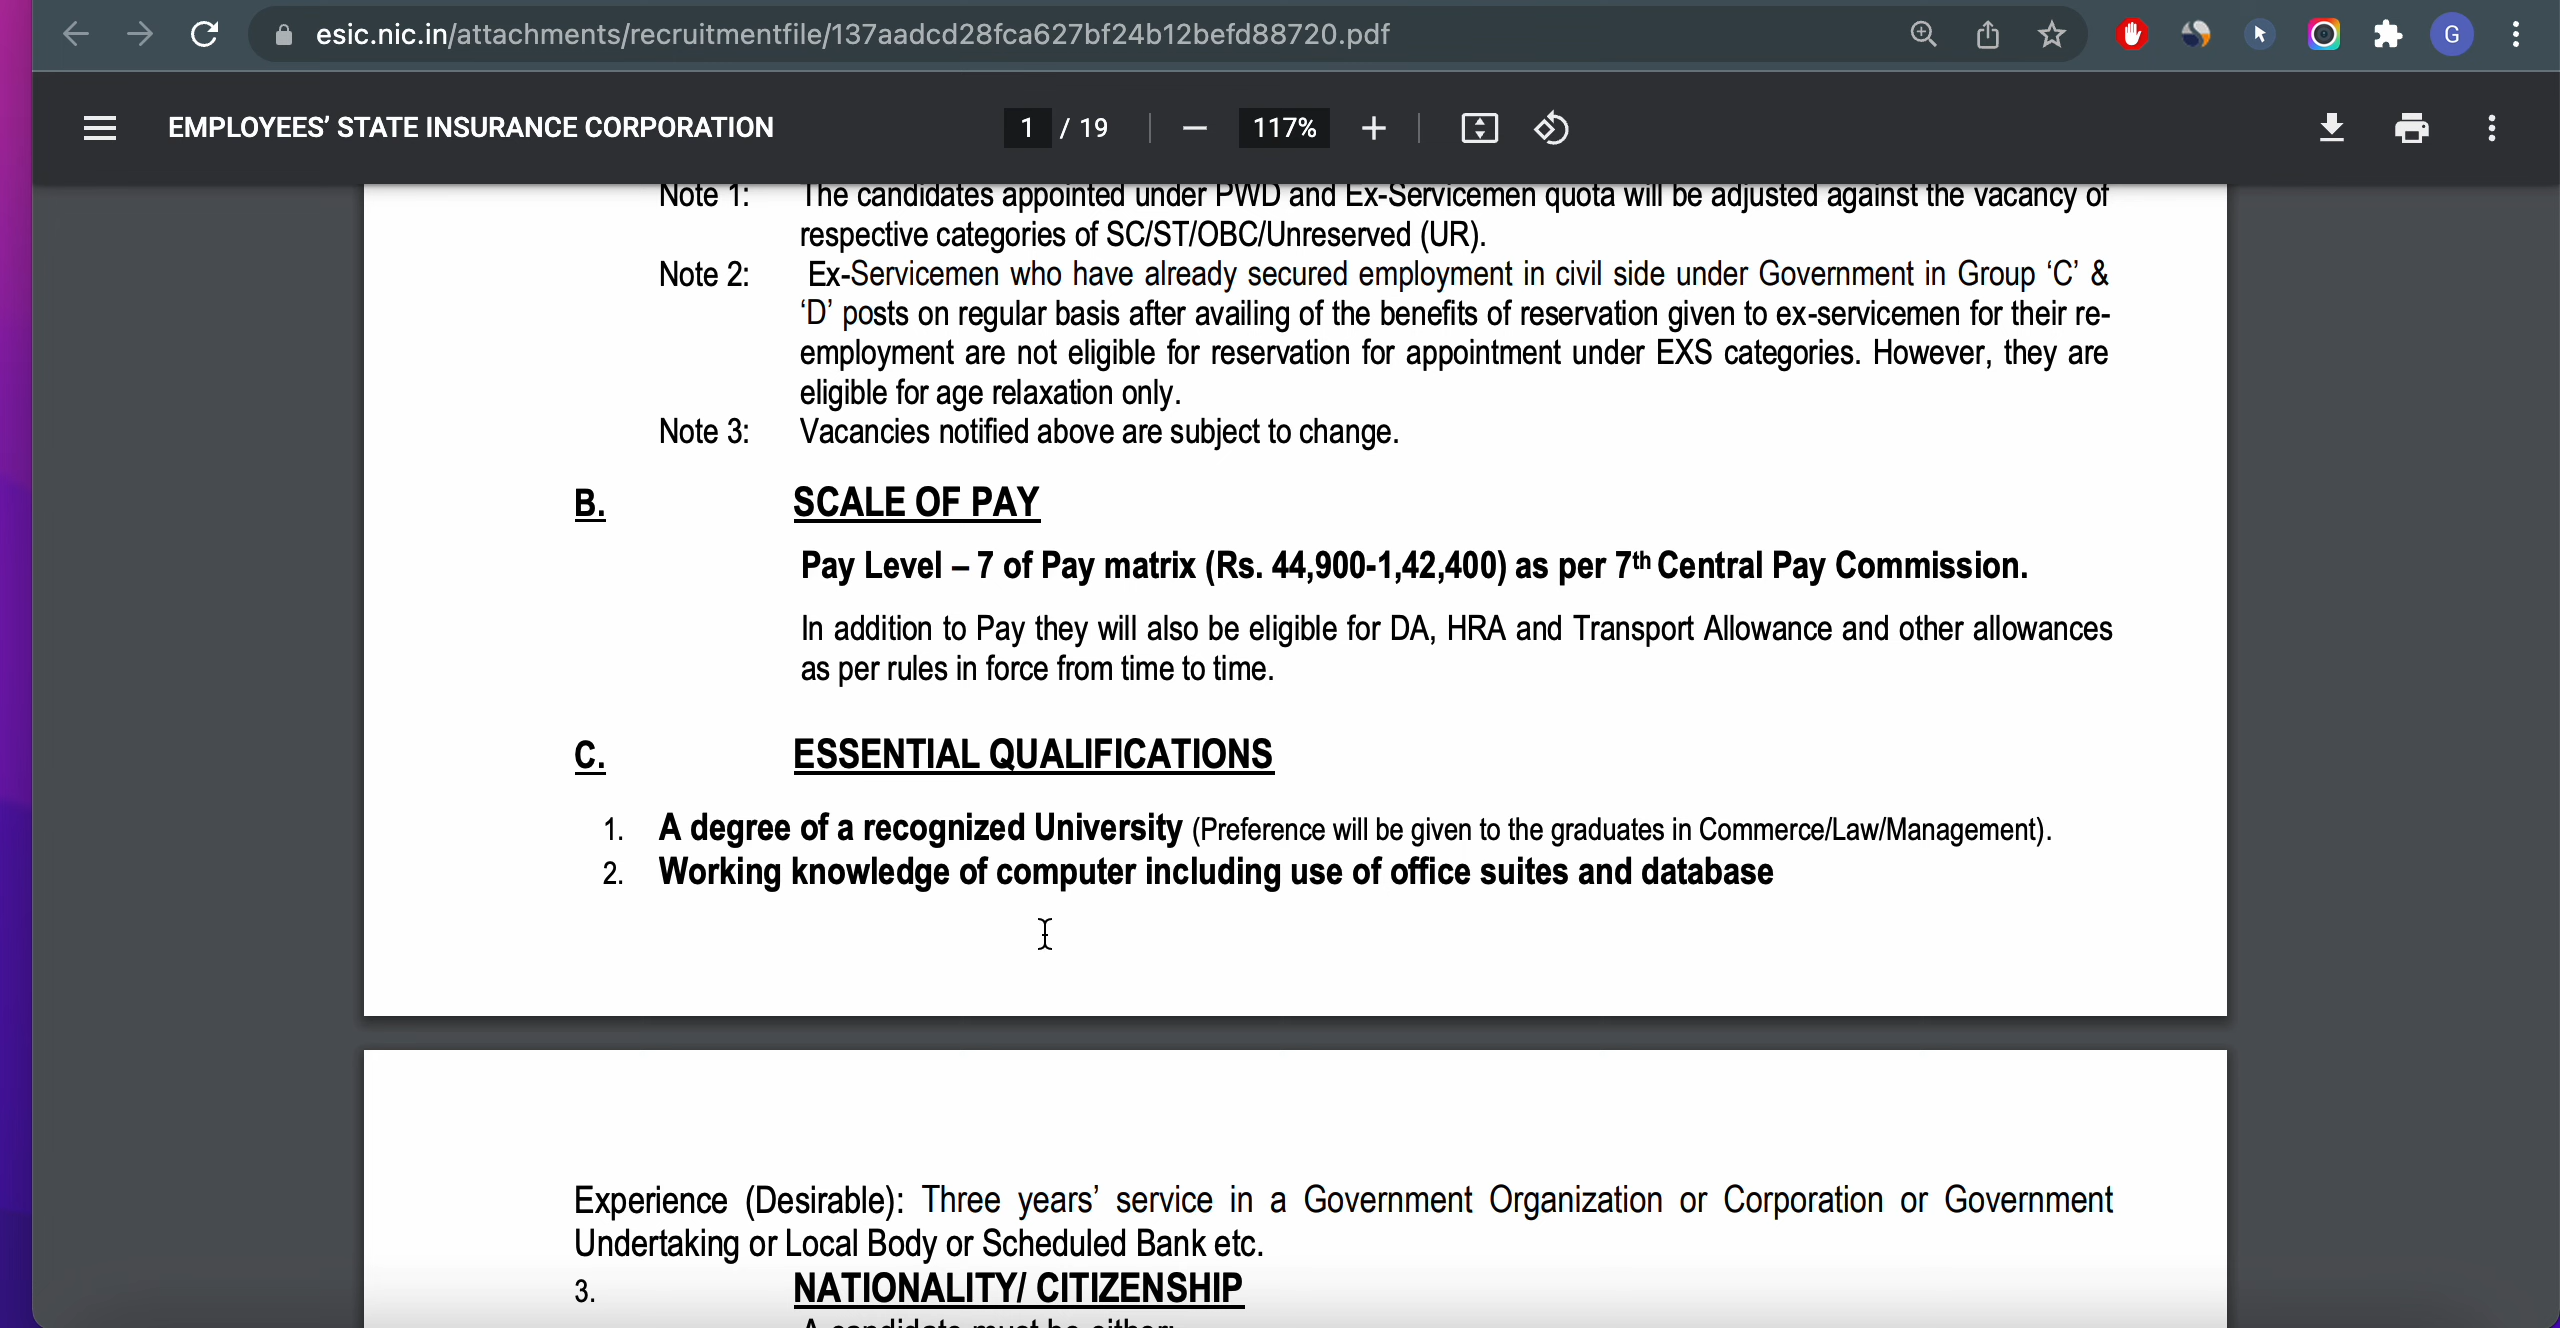 esic.nic.in/attachments/recruitmentfile/137aadcd28fca627bf24b12befd88720.pdf
G
EMPLOYEES’ STATE INSURANCE CORPORATION
1 / 19
117%
Note 1: The candidates appointed under PWD and Ex-Servicemen quota will be adjusted against the vacancy of
respective categories of SC/ST/OBC/Unreserved (UR).
Note 2: Ex-Servicemen who have already secured employment in civil side under Government in Group ‘C’ &
‘D’ posts on regular basis after availing of the benefits of reservation given to ex-servicemen for their re-
employment are not eligible for reservation for appointment under EXS categories. However, they are
eligible for age relaxation only.
Note 3: Vacancies notified above are subject to change.
B. SCALE OF PAY
Pay Level – 7 of Pay matrix (Rs. 44,900-1,42,400) as per 7th Central Pay Commission.
In addition to Pay they will also be eligible for DA, HRA and Transport Allowance and other allowances
as per rules in force from time to time.
C. ESSENTIAL QUALIFICATIONS
1. A degree of a recognized University (Preference will be given to the graduates in Commerce/Law/Management).
2. Working knowledge of computer including use of office suites and database
Experience (Desirable): Three years’ service in a Government Organization or Corporation or Government
Undertaking or Local Body or Scheduled Bank etc.
3. NATIONALITY/ CITIZENSHIP
A candidate must be either: